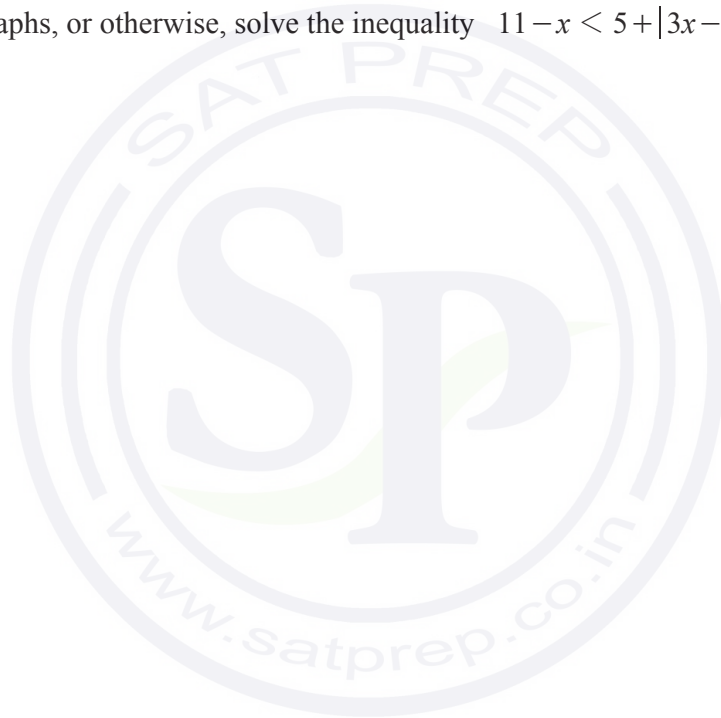 aphs, or otherwise, solve the inequality 11−x < 5+|3x−
SAT PREP
SP
www.satprep.co.in